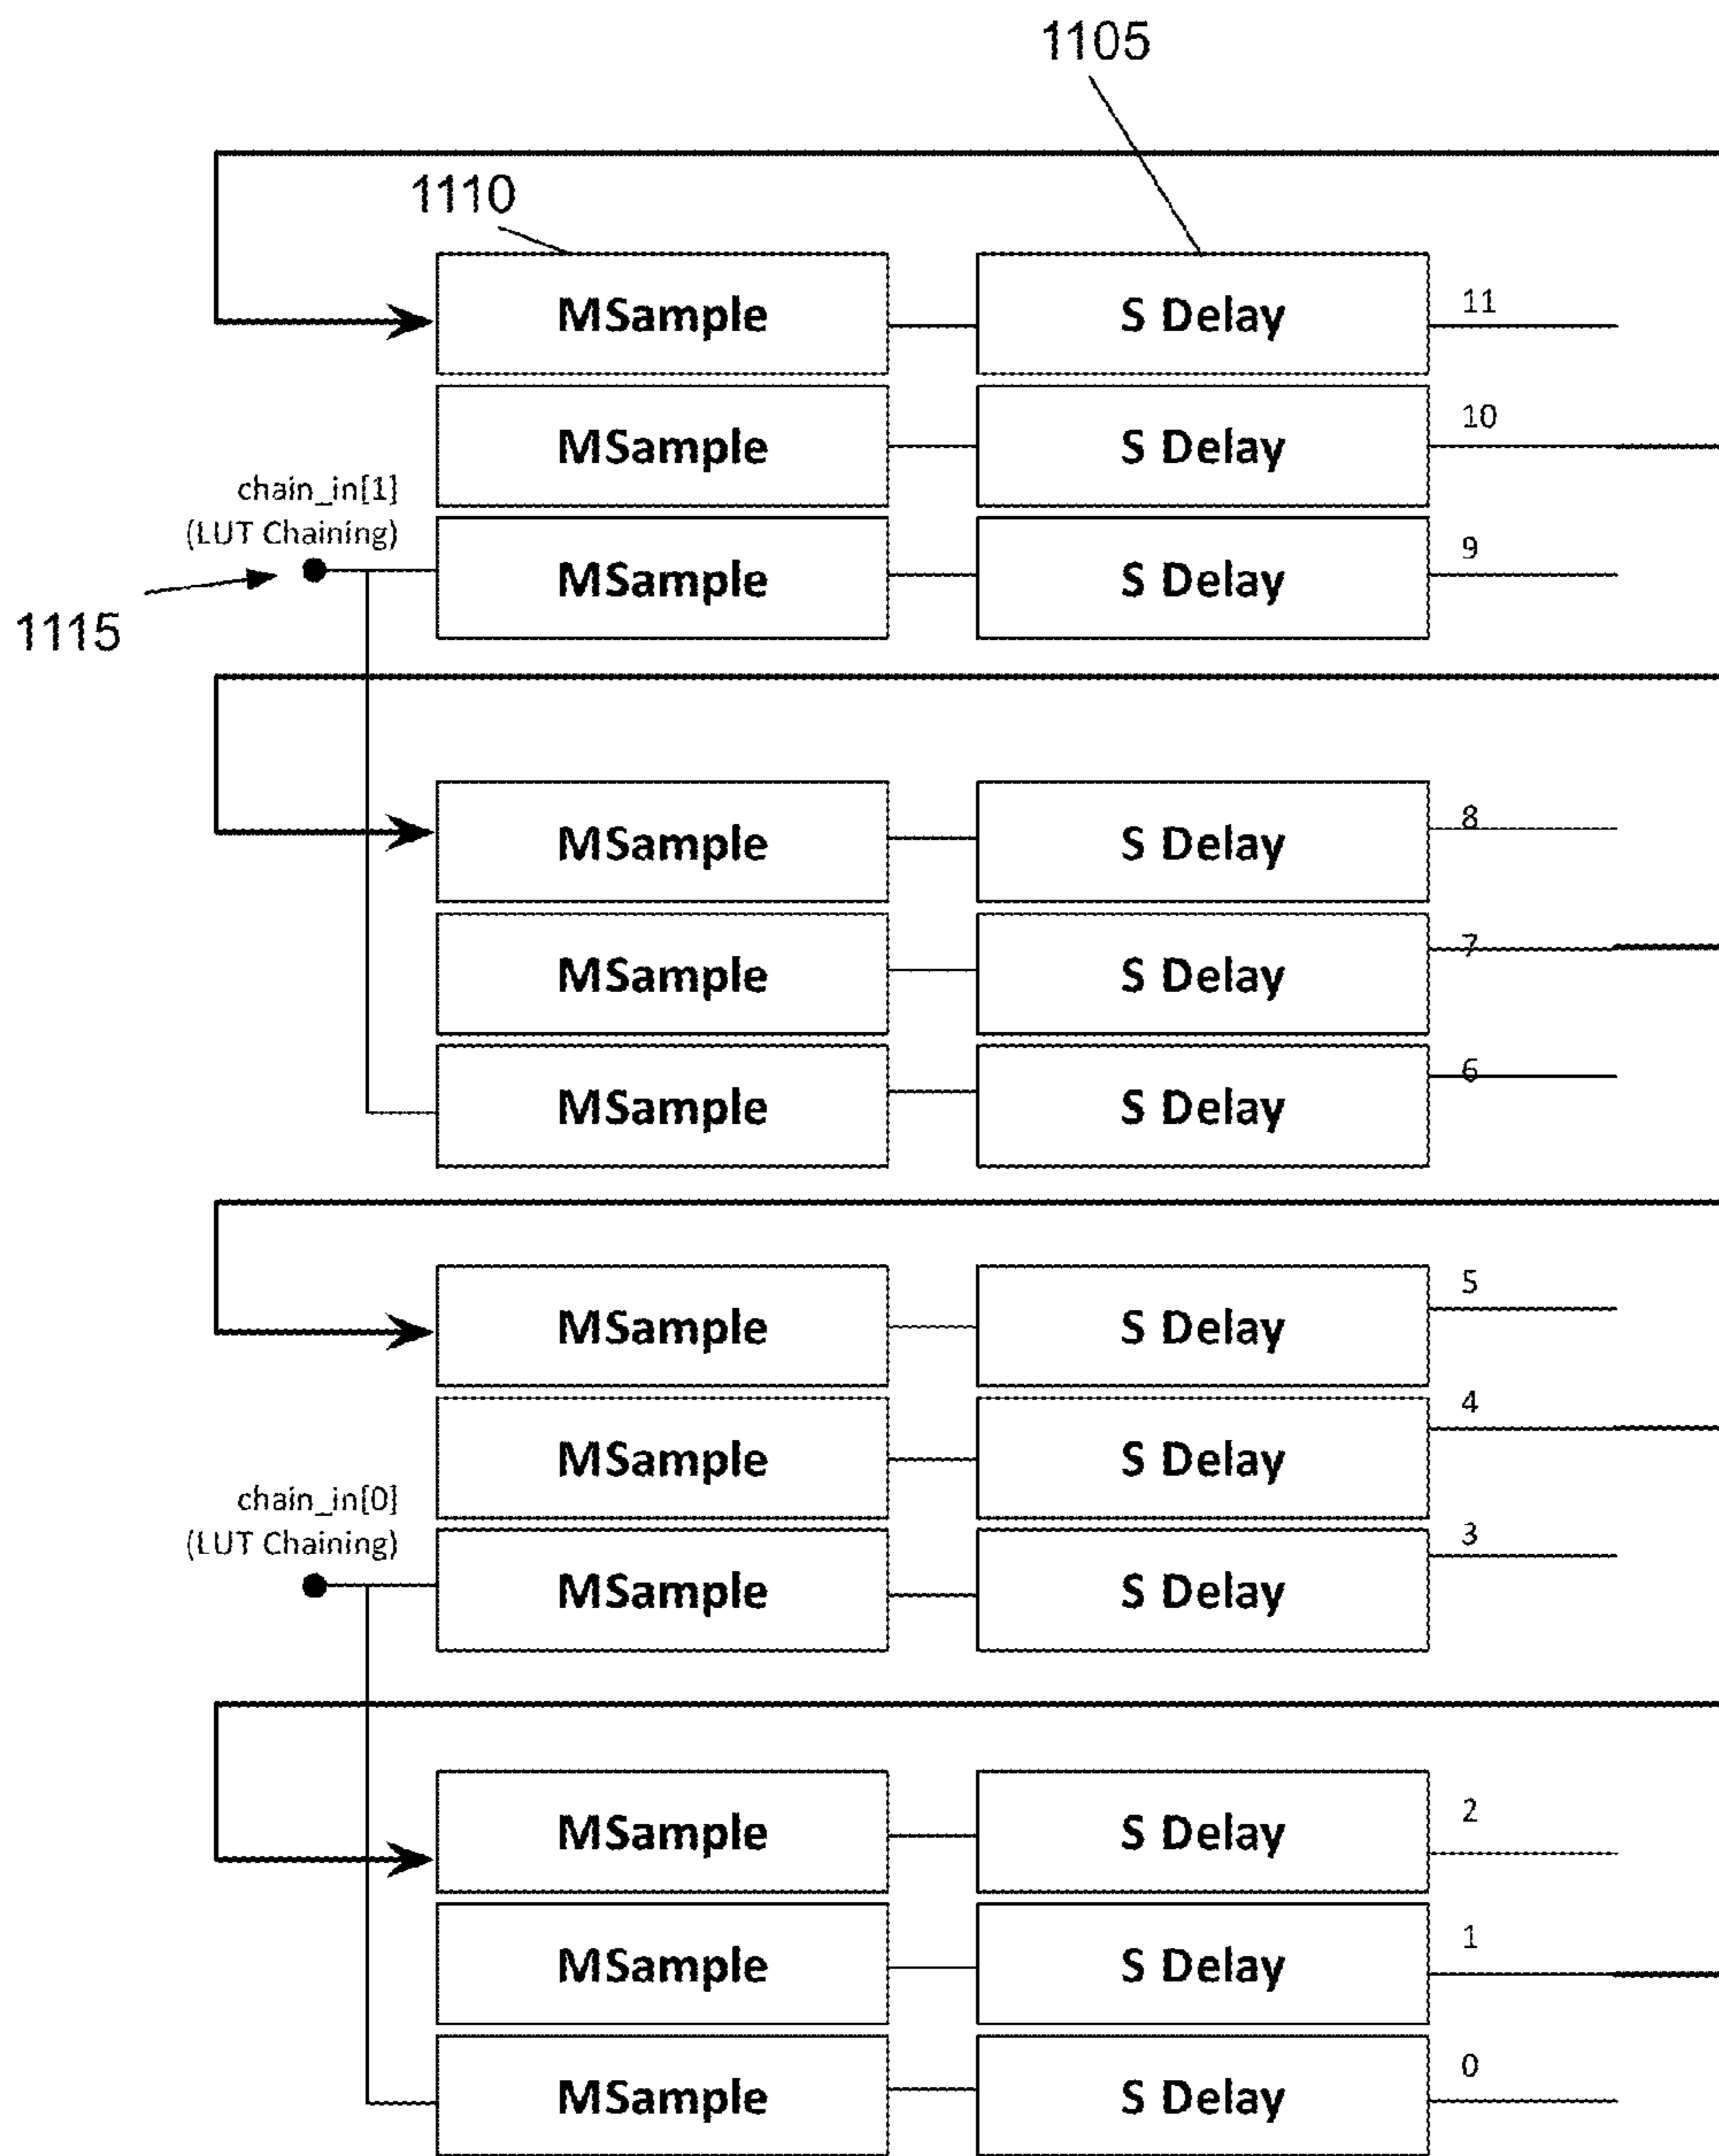 1105
1110
MSample S Delay 11
MSample S Delay 10
chain_in[1]
(LUT Chaining)
MSample S Delay 9
1115
MSample S Delay 8
MSample S Delay 7
MSample S Delay 6
MSample S Delay 5
MSample S Delay 4
chain_in[0]
(LUT Chaining)
MSample S Delay 3
MSample S Delay 2
MSample S Delay 1
MSample S Delay 0